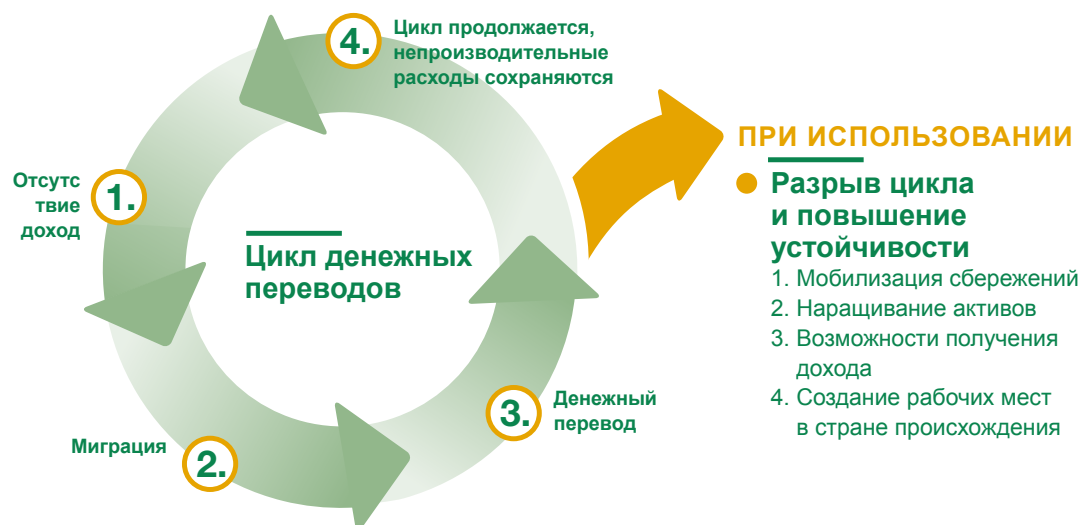 4.
Цикл продолжается,
непроизводительные
расходы сохраняются
ПРИ ИСПОЛЬЗОВАНИИ
Разрыв цикла
и повышение
устойчивости
1. Мобилизация сбережений
2. Наращивание активов
3. Возможности получения
дохода
4. Создание рабочих мест
в стране происхождения
Отсутс
твие
доход
1.
Цикл денежных
переводов
Миграция
2.
3.
Денежный
перевод